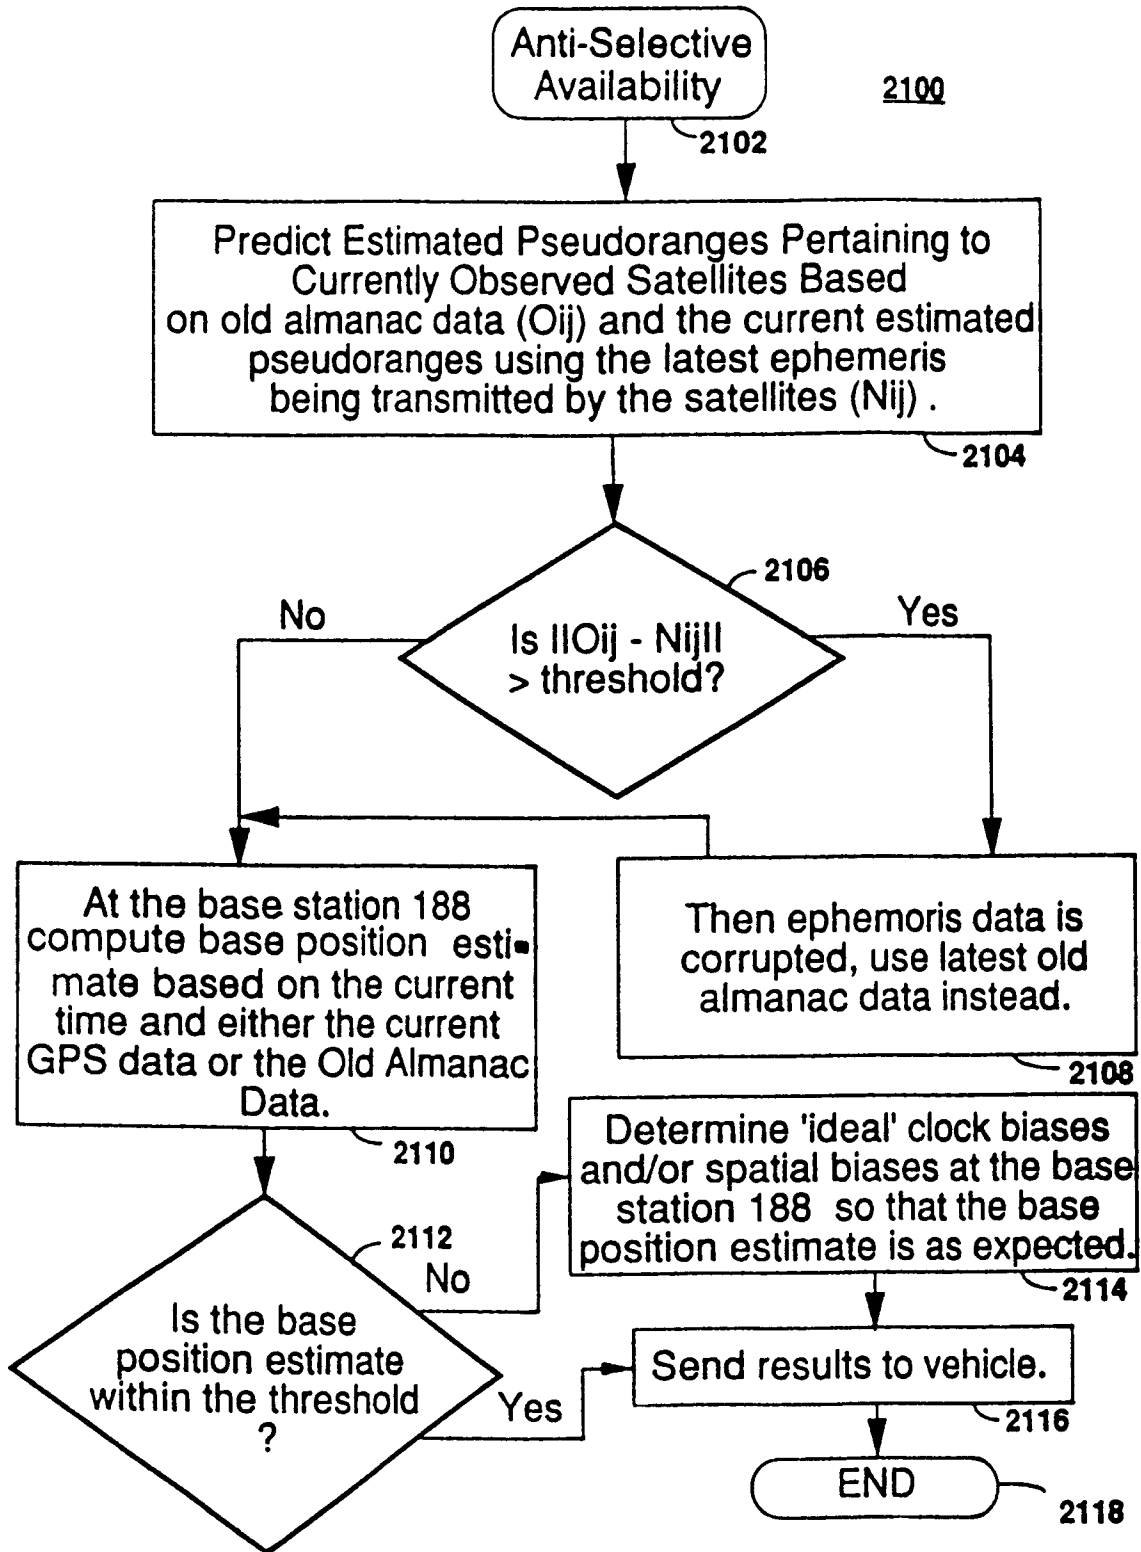 Anti-Selective
Availability
2100
2102
Predict Estimated Pseudoranges Pertaining to
Currently Observed Satellites Based
on old almanac data (Oij) and the current estimated
pseudoranges using the latest ephemeris
being transmitted by the satellites (Nij) .
2104
2106
No
Yes
Is llOij - Nijll
> threshold?
At the base station 188
compute base position esti-
mate based on the current
time and either the current
GPS data or the Old Almanac
Data.
2110
Then ephemoris data is
corrupted, use latest old
almanac data instead.
2108
Determine 'ideal' clock biases
and/or spatial biases at the base
station 188 so that the base
position estimate is as expected.
2114
2112
No
Is the base
position estimate
within the threshold
?
Yes
Send results to vehicle.
2116
END
2118